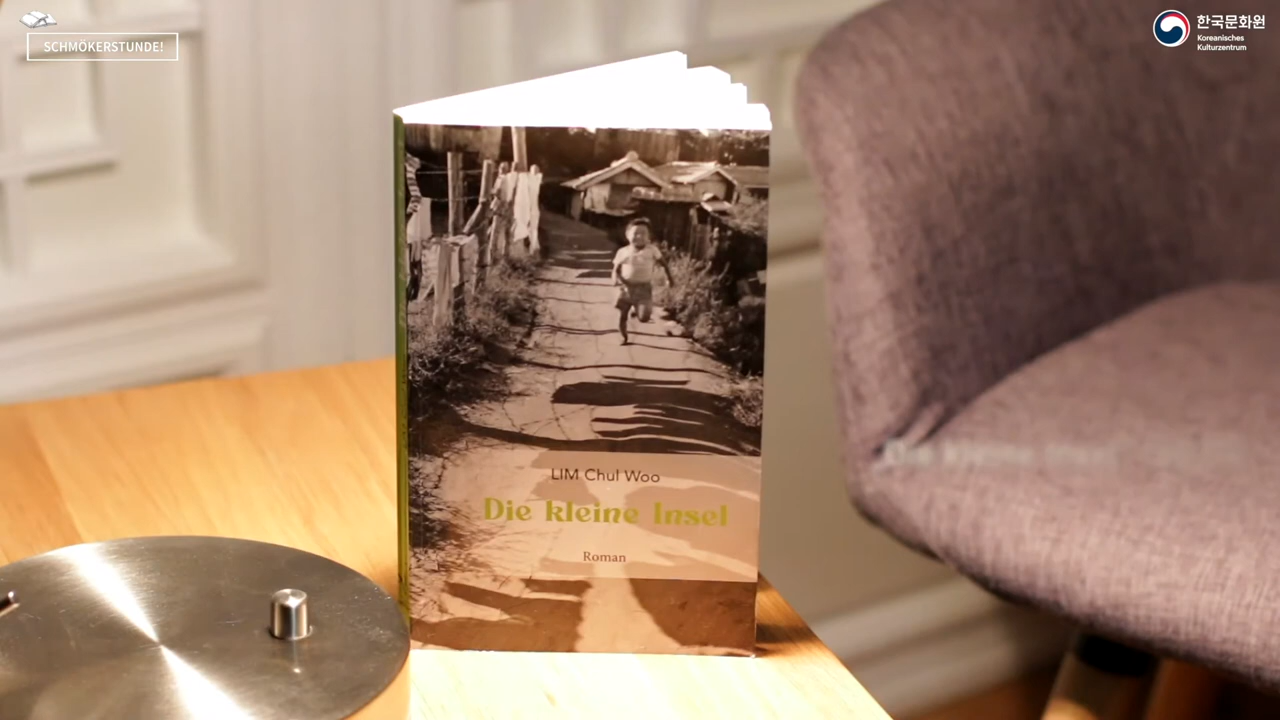 SCHMÖKERSTUNDE!
한국문화원
Koreanisches
Kulturzentrum
LIM Chul Woo
Die kleine Insel
Roman